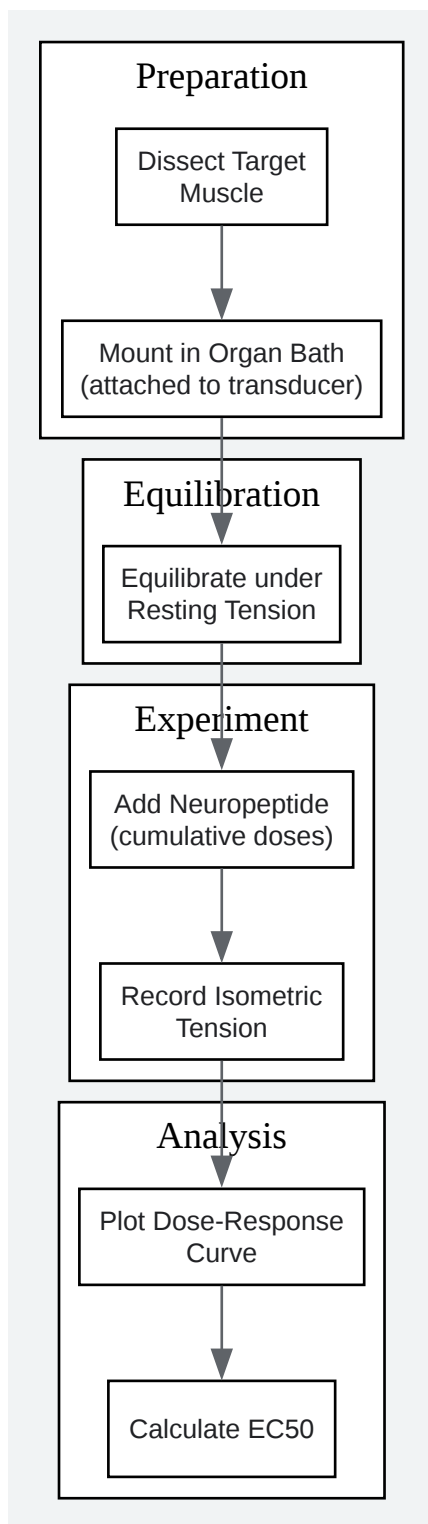 Preparation
Dissect Target
Muscle
Mount in Organ Bath
(attached to transducer)
Equilibration
Equilibrate under
Resting Tension
Experiment
Add Neuropeptide
(cumulative doses)
Record Isometric
Tension
Analysis
Plot Dose-Response
Curve
Calculate EC50